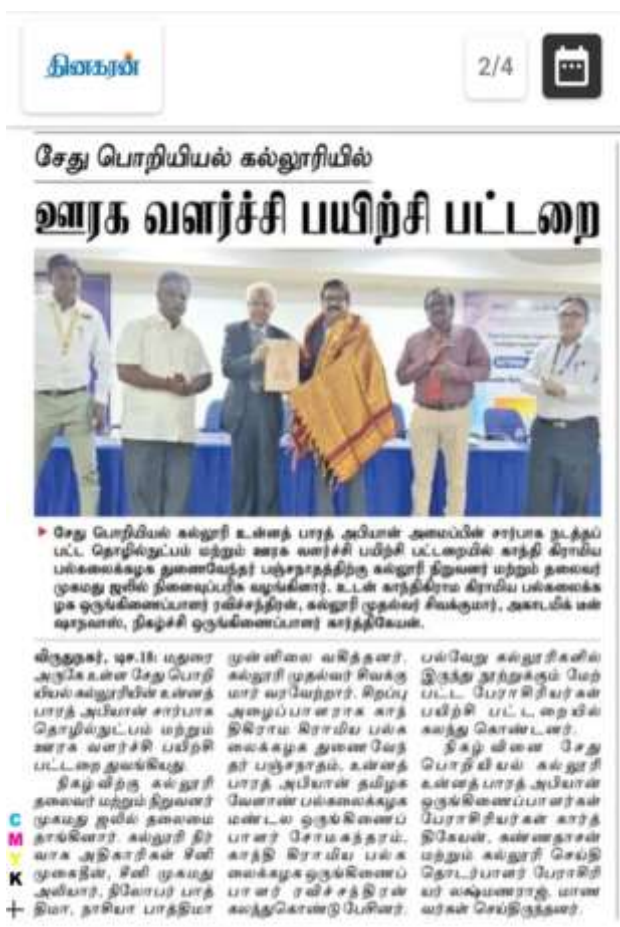 தினகரன்
2/4
சேது பொறியியல் கல்லூரியில்
ஊரக வளர்ச்சி பயிற்சி பட்டறை
சேது பொறியியல் கல்லூரி உன்னத் பாரத் அபியான் அமைப்பின் சார்பாக நடத்தப்
பட்ட தொழில்நுட்பம் மற்றும் ஊரக வளர்ச்சி பயிற்சி பட்டறையில் காந்தி கிராமிய
பல்கலைக்கழக துணைவேந்தர் பஞ்சநாதத்திற்கு கல்லூரி நிறுவனர் மற்றும் தலைவர்
முகமது ஜலில் நினைவுப்பரிசு வழங்கினார். உடன் காந்திகிராம கிராமிய பல்கலைக்க
ழக ஒருங்கிணைப்பாளர் ரவிச்சந்திரன், கல்லூரி முதல்வர் சிவக்குமார், அகாடமிக் டீன்
ஷாநவாஸ், நிகழ்ச்சி ஒருங்கிணைப்பாளர் கார்த்திகேயன்.
விருதுநகர், டிச.18: மதுரை
அருகே உள்ள சேது பொறி
யியல் கல்லூரியின் உன்னத்
பாரத் அபியான் சார்பாக
தொழில்நுட்பம் மற்றும்
ஊரக வளர்ச்சி பயிற்சி
பட்டறை துவங்கியது.
நிகழ்விற்கு கல்லூரி
தலைவர் மற்றும் நிறுவனர்
முகமது ஜலில் தலைமை
தாங்கினார். கல்லூரி நிர்
வாக அதிகாரிகள் சீனி
முகைதீன், சீனி முகமது
அலியார், நிலோபர் பாத்
திமா, நாசியா பாத்திமா
முன்னிலை வகித்தனர்.
கல்லூரி முதல்வர் சிவக்கு
மார் வரவேற்றார். சிறப்பு
அழைப்பாளராக காந்
திகிராம கிராமிய பல்க
லைக்கழக துணைவேந்
தர் பஞ்சநாதம், உன்னத்
பாரத் அபியான் தமிழக
வேளாண் பல்கலைக்கழக
மண்டல ஒருங்கிணைப்
பாளர் சோமசுந்தரம்,
காந்தி கிராமிய பல்க
லைக்கழக ஒருங்கிணைப்
பாளர் ரவிச்சந்திரன்
கலந்துகொண்டு பேசினர்.
பல்வேறு கல்லூரிகளில்
இருந்து நூற்றுக்கும் மேற்
பட்ட பேராசிரியர்கள்
பயிற்சி பட்டறையில்
கலந்து கொண்டனர்.
நிகழ்வினை சேது
பொறியியல் கல்லூரி
உன்னத் பாரத் அபியான்
ஒருங்கிணைப்பாளர்கள்
பேராசிரியர்கள் கார்த்
திகேயன், கண்ணதாசன்
மற்றும் கல்லூரி செய்தி
தொடர்பாளர் பேராசிரி
யர் லக்ஷ்மணராஜ், மாண
வர்கள் செய்திருந்தனர்.
C
M
Y
K